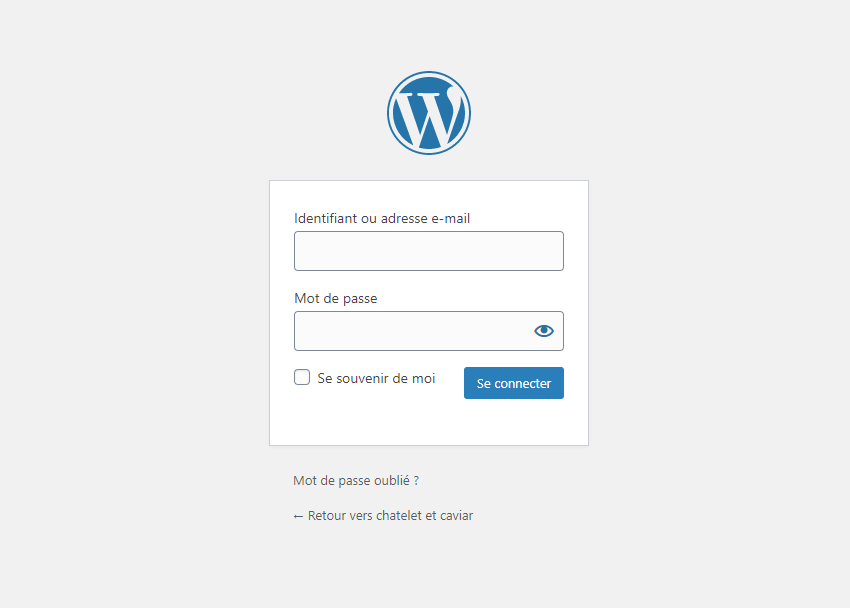 Identifiant ou adresse e-mail
Mot de passe
Se souvenir de moi
Se connecter
Mot de passe oublié ?
← Retour vers chatelet et caviar